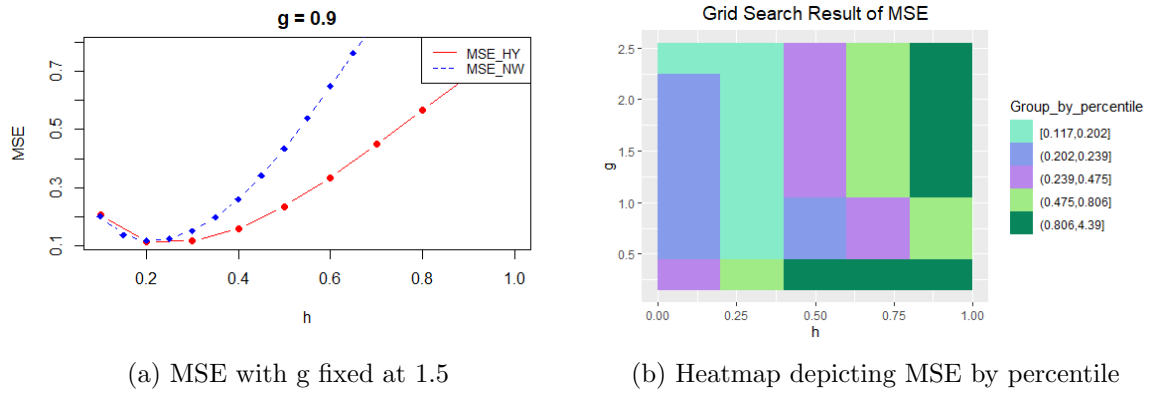 g = 0.9
MSE_HY
MSE_NW
MSE
0.1
0.3
0.5
0.7
0.2
0.4
0.6
0.8
1.0
h
(a) MSE with g fixed at 1.5
Grid Search Result of MSE
g
2.5
2.0
1.5
1.0
0.5
0.00
0.25
0.50
0.75
1.00
h
Group_by_percentile
[0.117,0.202]
(0.202,0.239]
(0.239,0.475]
(0.475,0.806]
(0.806,4.39]
(b) Heatmap depicting MSE by percentile